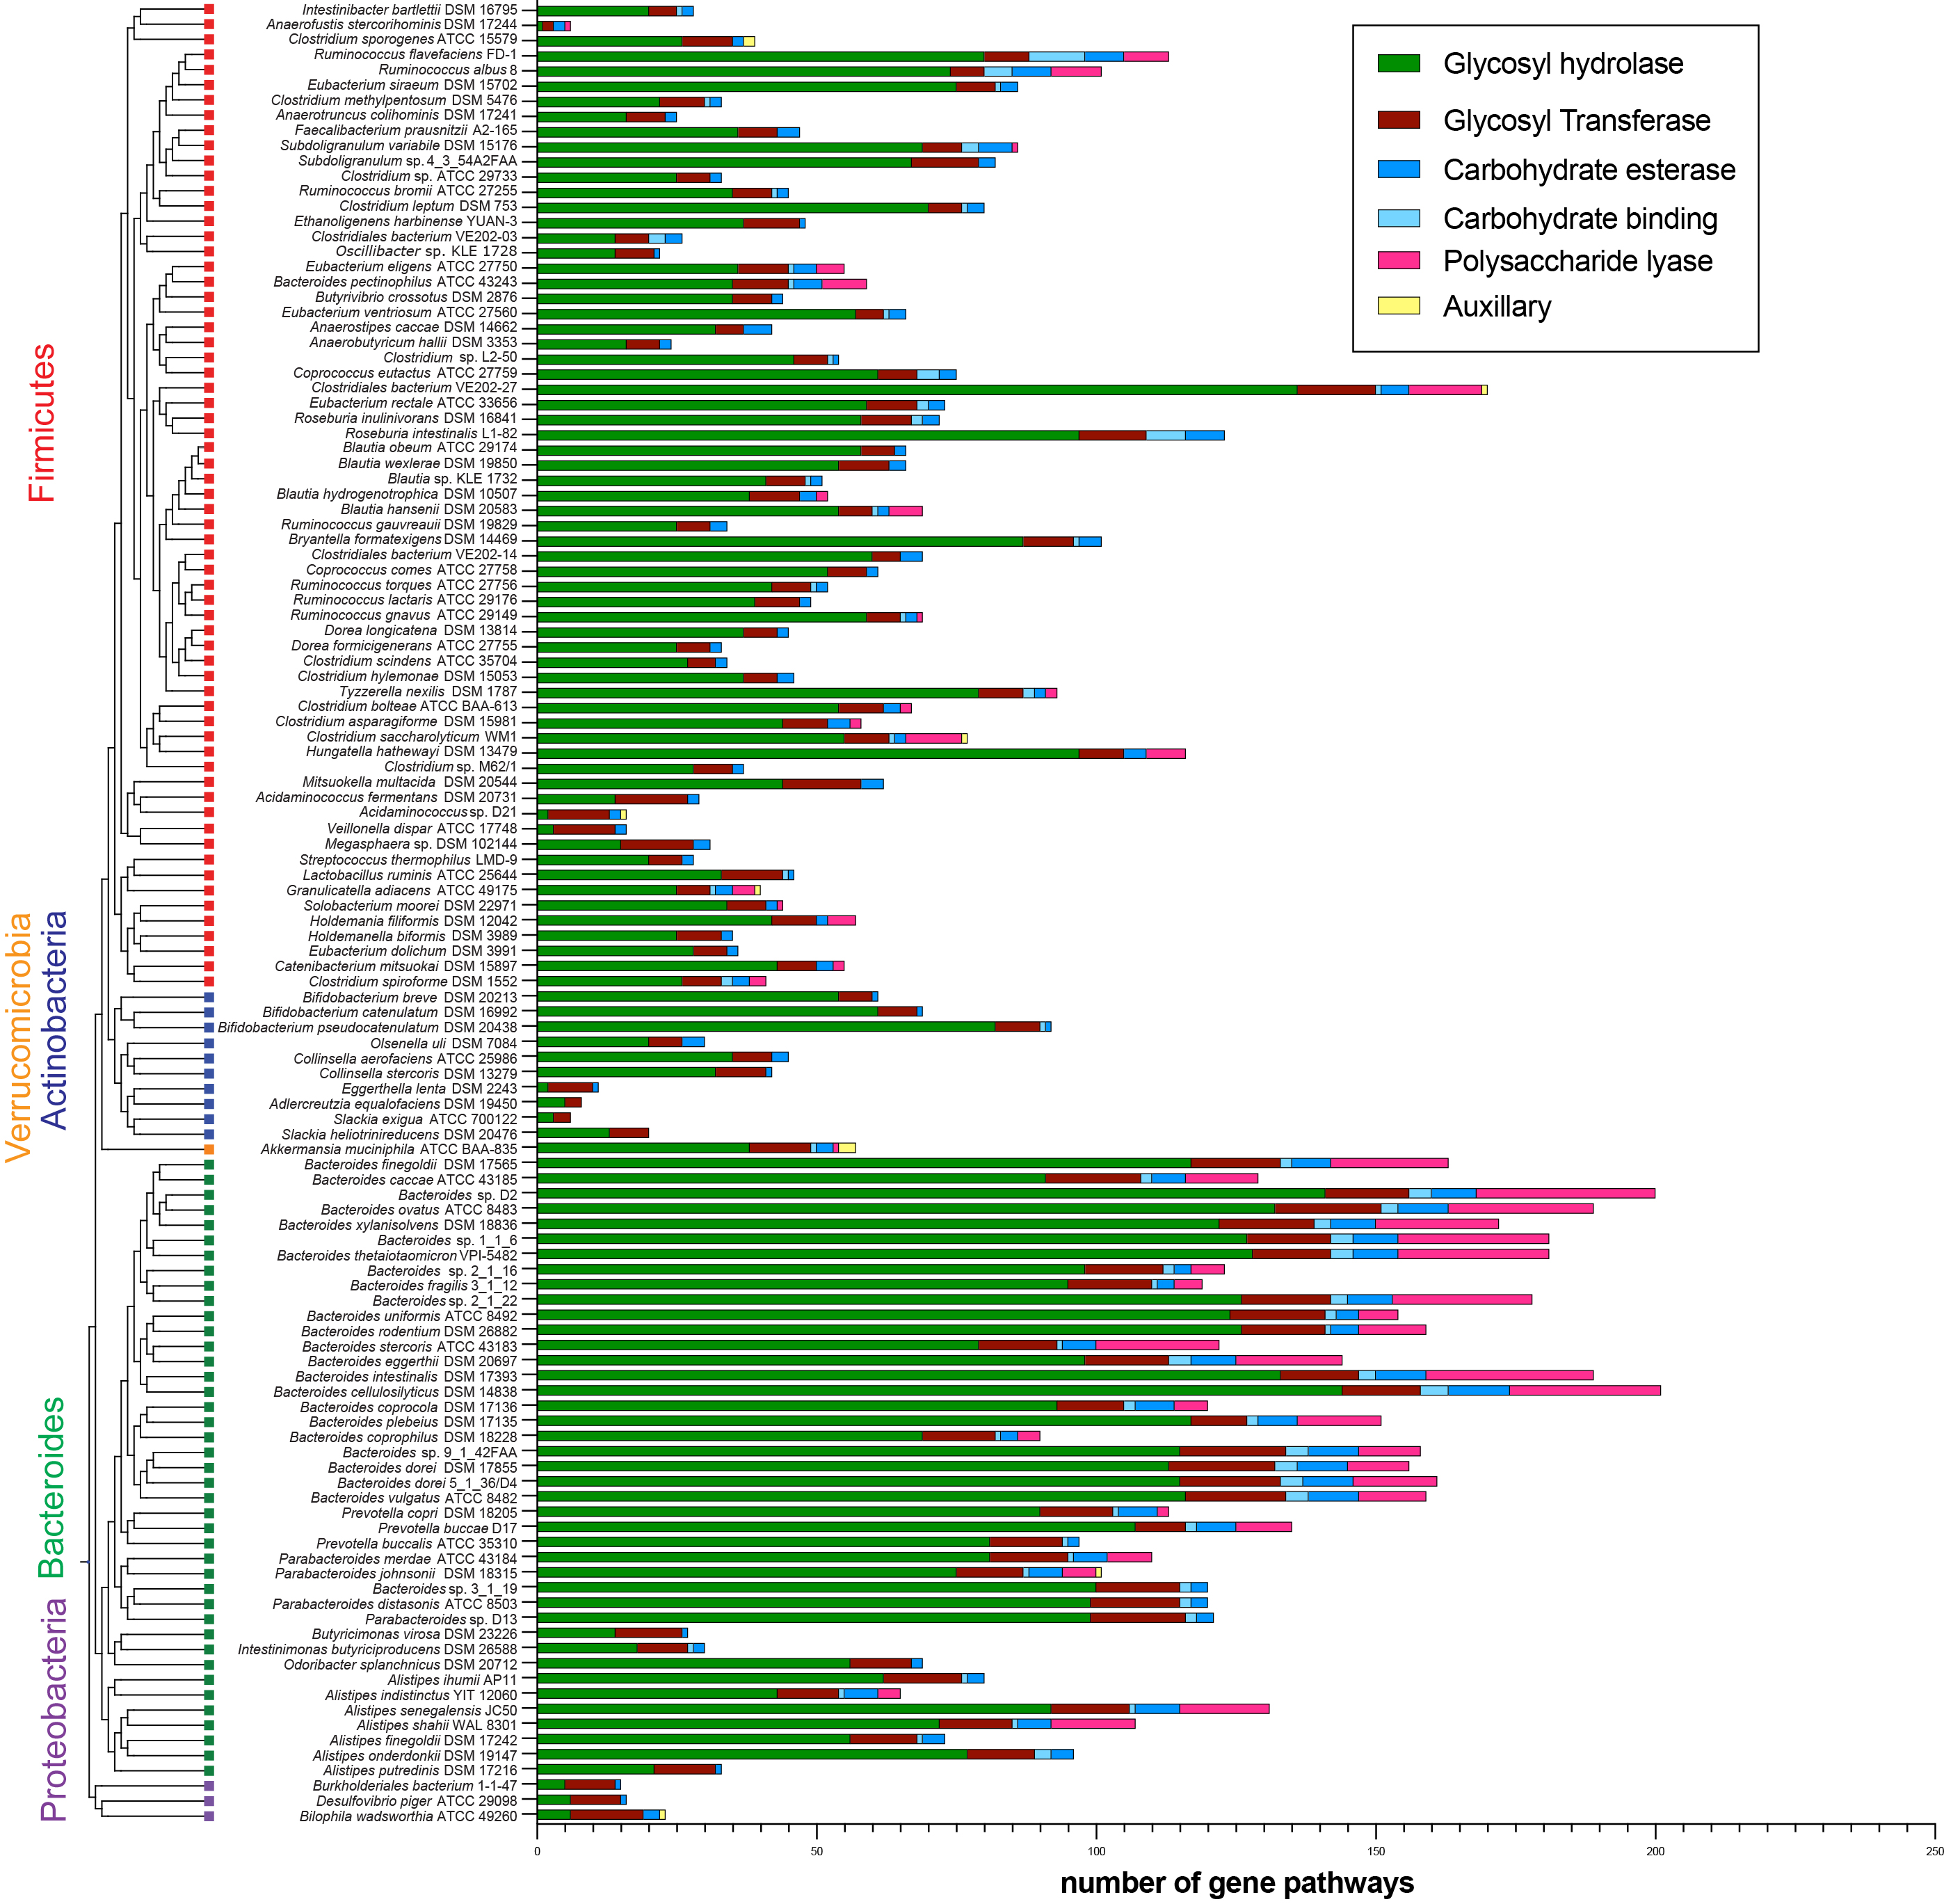 Intestinibacter bartlettii DSM 16795
Anaerofustis stercorihominis DSM 17244
Clostridium sporogenes ATCC 15579
Ruminococcus flavefaciens FD-1
Ruminococcus albus 8
Eubacterium siraeum DSM 15702
Clostridium methylpentosum DSM 5476
Anaerotruncus colihominis DSM 17241
Faecalibacterium prausnitzii A2-165
Subdoligranulum variabile DSM 15176
Subdoligranulum sp. 4_3_54A2FAA
Clostridium sp. ATCC 29733
Ruminococcus bromii ATCC 27255
Clostridium leptum DSM 753
Ethanoligenens harbinense YUAN-3
Clostridiales bacterium VE202-03
Oscillibacter sp. KLE 1728
Eubacterium eligens ATCC 27750
Bacteroides pectinophilus ATCC 43243
Butyrivibrio crossotus DSM 2876
Eubacterium ventriosum ATCC 27560
Anaerostipes caccae DSM 14662
Anaerobutyricum hallii DSM 3353
Clostridium sp. L2-50
Coprococcus eutactus ATCC 27759
Clostridiales bacterium VE202-27
Eubacterium rectale ATCC 33656
Roseburia inulinivorans DSM 16841
Roseburia intestinalis L1-82
Blautia obeum ATCC 29174
Blautia wexlerae DSM 19850
Blautia sp. KLE 1732
Blautia hydrogenotrophica DSM 10507
Blautia hansenii DSM 20583
Ruminococcus gauvreauii DSM 19829
Bryantella formatexigens DSM 14469
Clostridiales bacterium VE202-14
Coprococcus comes ATCC 27758
Ruminococcus torques ATCC 27756
Ruminococcus lactaris ATCC 29176
Ruminococcus gnavus ATCC 29149
Dorea longicatena DSM 13814
Dorea formicigenerans ATCC 27755
Clostridium scindens ATCC 35704
Clostridium hylemonae DSM 15053
Tyzzerella nexilis DSM 1787
Clostridium bolteae ATCC BAA-613
Clostridium asparagiforme DSM 15981
Clostridium saccharolyticum WM1
Hungatella hathewayi DSM 13479
Clostridium sp. M62/1
Mitsuokella multacida DSM 20544
Acidaminococcus fermentans DSM 20731
Acidaminococcus sp. D21
Veillonella dispar ATCC 17748
Megasphaera sp. DSM 102144
Streptococcus thermophilus LMD-9
Lactobacillus ruminis ATCC 25644
Granulicatella adiacens ATCC 49175
Solobacterium moorei DSM 22971
Holdemania filiformis DSM 12042
Holdemanella biformis DSM 3989
Eubacterium dolichum DSM 3991
Catenibacterium mitsuokai DSM 15897
Clostridium spiroforme DSM 1552
Bifidobacterium breve DSM 20213
Bifidobacterium catenulatum DSM 16992
Bifidobacterium pseudocatenulatum DSM 20438
Olsenella uli DSM 7084
Collinsella aerofaciens ATCC 25986
Collinsella stercoris DSM 13279
Eggerthella lenta DSM 2243
Adlercreutzia equalofaciens DSM 19450
Slackia exigua ATCC 700122
Slackia heliotrinireducens DSM 20476
Akkermansia muciniphila ATCC BAA-835
Bacteroides finegoldii DSM 17565
Bacteroides caccae ATCC 43185
Bacteroides sp. D2
Bacteroides ovatus ATCC 8483
Bacteroides xylanisolvens DSM 18836
Bacteroides sp. 1_1_6
Bacteroides thetaiotaomicron VPI-5482
Bacteroides sp. 2_1_16
Bacteroides fragilis 3_1_12
Bacteroides sp. 2_1_22
Bacteroides uniformis ATCC 8492
Bacteroides rodentium DSM 26882
Bacteroides stercoris ATCC 43183
Bacteroides eggerthii DSM 20697
Bacteroides intestinalis DSM 17393
Bacteroides cellulosilyticus DSM 14838
Bacteroides coprocola DSM 17136
Bacteroides plebeius DSM 17135
Bacteroides coprophilus DSM 18228
Bacteroides sp. 9_1_42FAA
Bacteroides dorei DSM 17855
Bacteroides dorei 5_1_36/D4
Bacteroides vulgatus ATCC 8482
Prevotella copri DSM 18205
Prevotella buccae D17
Prevotella buccalis ATCC 35310
Parabacteroides merdae ATCC 43184
Parabacteroides johnsonii DSM 18315
Bacteroides sp. 3_1_19
Parabacteroides distasonis ATCC 8503
Parabacteroides sp. D13
Butyricimonas virosa DSM 23226
Intestinimonas butyriciproducens DSM 26588
Odoribacter splanchnicus DSM 20712
Alistipes ihumii AP11
Alistipes indistinctus YIT 12060
Alistipes senegalensis JC50
Alistipes shahii WAL 8301
Alistipes finegoldii DSM 17242
Alistipes onderdonkii DSM 19147
Alistipes putredinis DSM 17216
Burkholderiales bacterium 1-1-47
Desulfovibrio piger ATCC 29098
Bilophila wadsworthia ATCC 49260
Firmicutes
Verrucomicrobia
Actinobacteria
Bacteroides
Proteobacteria
Glycosyl hydrolase
Glycosyl Transferase
Carbohydrate esterase
Carbohydrate binding
Polysaccharide lyase
Auxillary
0 50 100 150 200 250
number of gene pathways